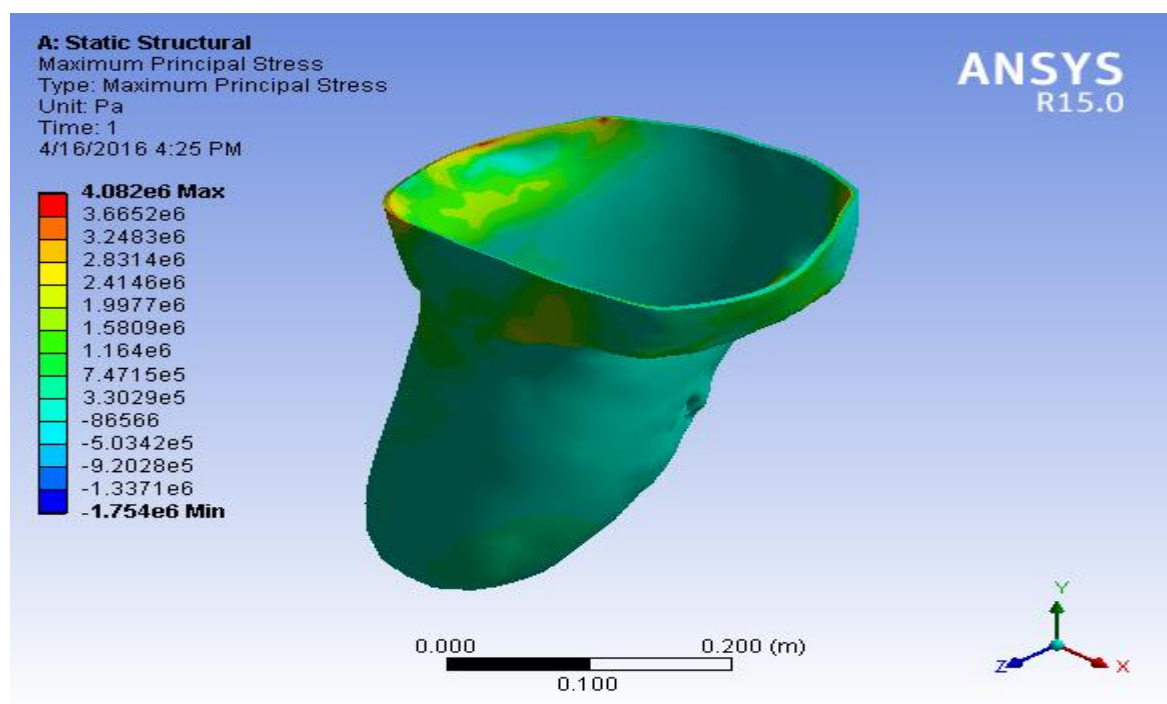 A: Static Structural
Maximum Principal Stress
Type: Maximum Principal Stress
Unit: Pa
Time: 1
4/16/2016 4:25 PM
ANSYS
R15.0
4.082e6 Max
3.6652e6
3.2483e6
2.8314e6
2.4146e6
1.9977e6
1.5809e6
1.164e6
7.4715e5
3.3029e5
-86566
-5.0342e5
-9.2028e5
-1.3371e6
-1.754e6 Min
0.000
0.200 (m)
0.100
Y
Z
X